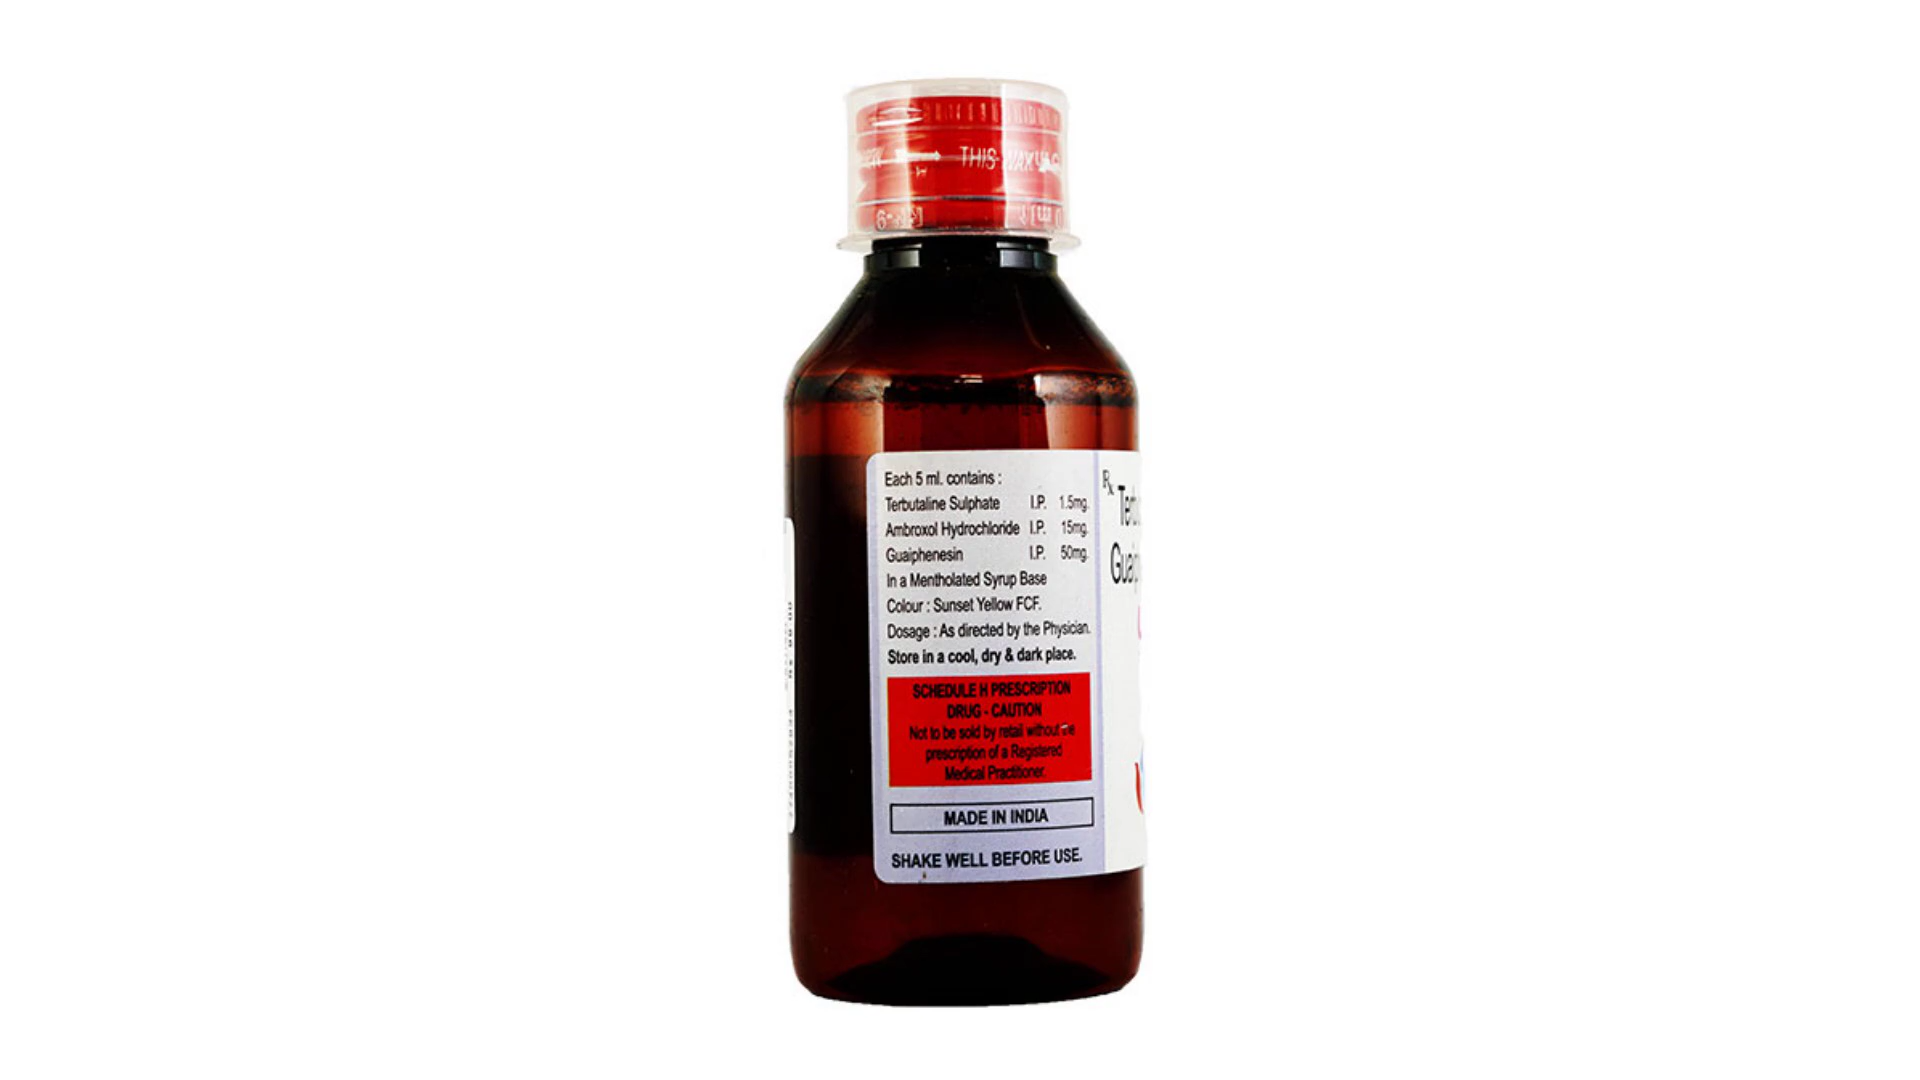 THIS WAY
Each 5 ml. contains :
Terbutaline Sulphate I.P. 1.5mg.
Ambroxol Hydrochloride I.P. 15mg.
Guaiphenesin I.P. 50mg.
In a Mentholated Syrup Base
Colour : Sunset Yellow FCF.
Dosage : As directed by the Physician.
Store in a cool, dry & dark place.
SCHEDULE H PRESCRIPTION
DRUG - CAUTION
Not to be sold by retail without the
prescription of a Registered
Medical Practitioner.
MADE IN INDIA
SHAKE WELL BEFORE USE.
Rx